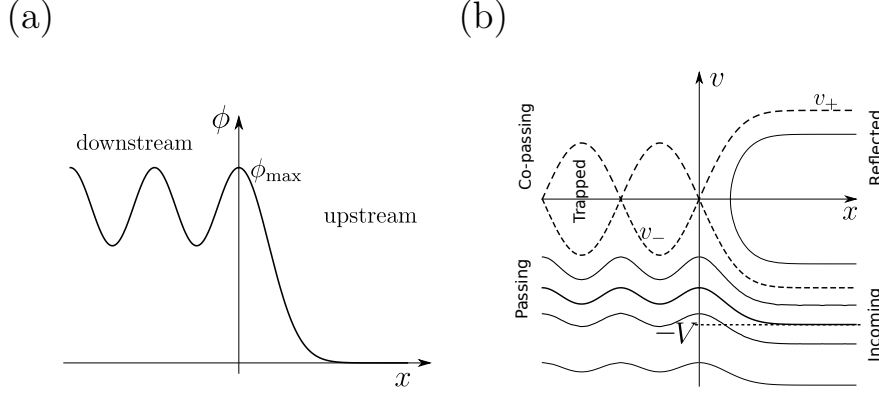 (a)
ϕ
downstream
ϕmax
upstream
x
(b)
v
v+
Co-passing
Reflected
Trapped
x
v−
Passing
Incoming
−V